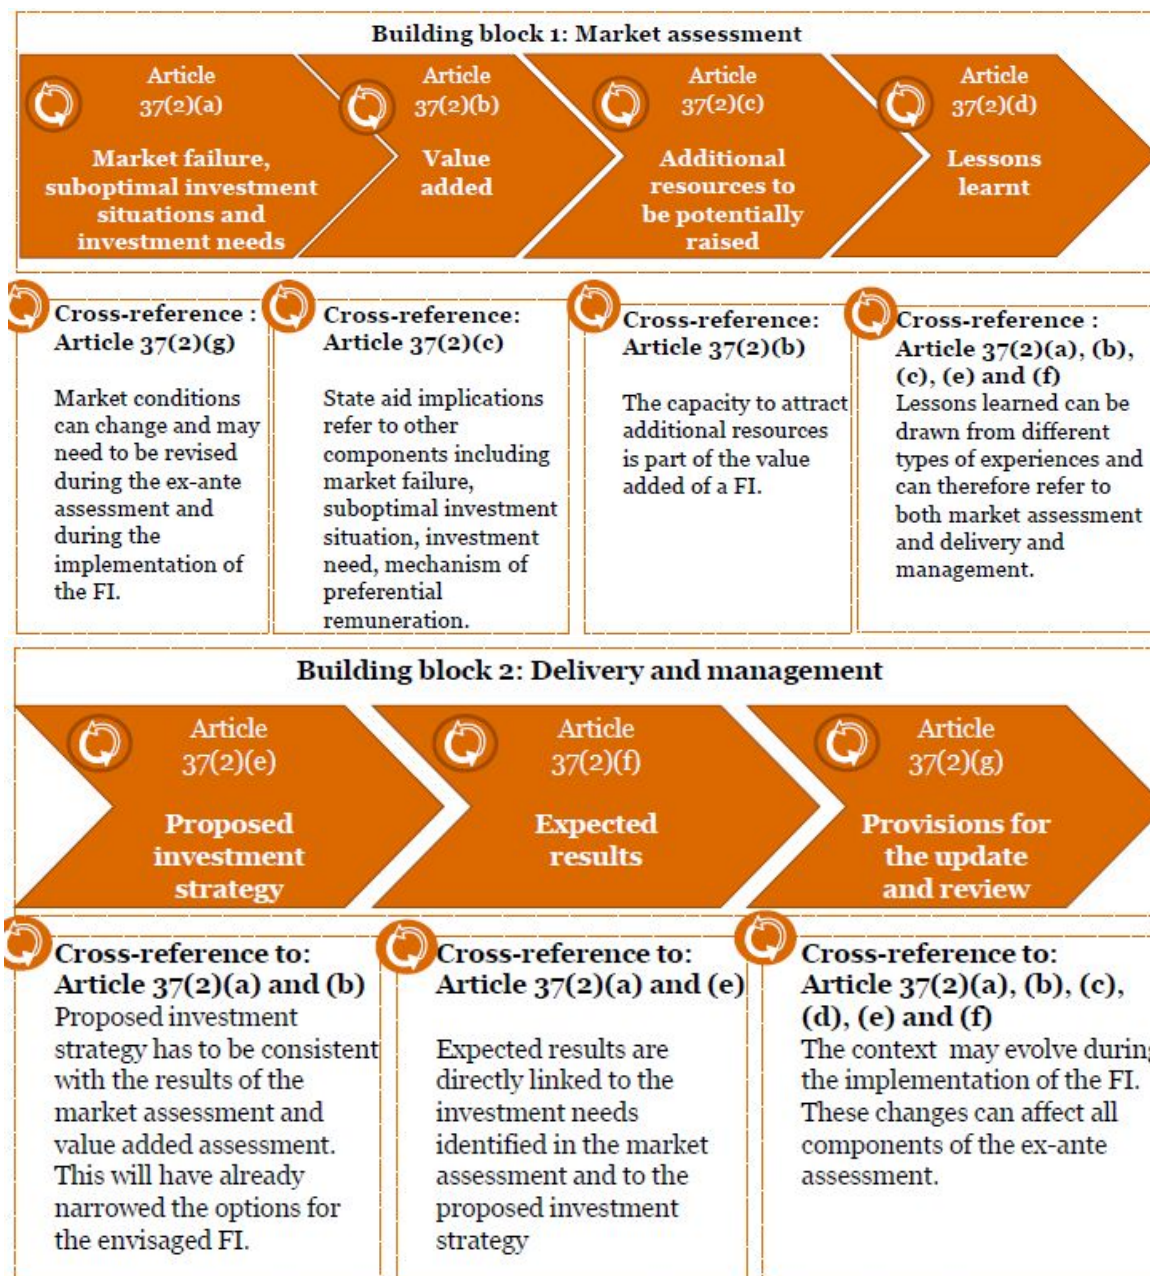 Building block 1: Market assessment
Article
37(2)(a)
Market failure,
suboptimal investment
situations and
investment needs
Article
37(2)(b)
Value
added
Article
37(2)(c)
Additional
resources to
be potentially
raised
Article
37(2)(d)
Lessons
learnt
Cross-reference :
Article 37(2)(g)
Market conditions
can change and may
need to be revised
during the ex-ante
assessment and
during the
implementation of
the FI.
Cross-reference:
Article 37(2)(c)
State aid implications
refer to other
components including
market failure,
suboptimal investment
situation, investment
need, mechanism of
preferential
remuneration.
Cross-reference:
Article 37(2)(b)
The capacity to attract
additional resources
is part of the value
added of a FI.
Cross-reference :
Article 37(2)(a), (b),
(c), (e) and (f)
Lessons learned can be
drawn from different
types of experiences and
can therefore refer to
both market assessment
and delivery and
management.
Building block 2: Delivery and management
Article
37(2)(e)
Proposed
investment
strategy
Article
37(2)(f)
Expected
results
Article
37(2)(g)
Provisions for
the update
and review
Cross-reference to:
Article 37(2)(a) and (b)
Proposed investment
strategy has to be consistent
with the results of the
market assessment and
value added assessment.
This will have already
narrowed the options for
the envisaged FI.
Cross-reference to:
Article 37(2)(a) and (e)
Expected results are
directly linked to the
investment needs
identified in the market
assessment and to the
proposed investment
strategy
Cross-reference to:
Article 37(2)(a), (b), (c),
(d), (e) and (f)
The context may evolve during
the implementation of the FI.
These changes can affect all
components of the ex-ante
assessment.